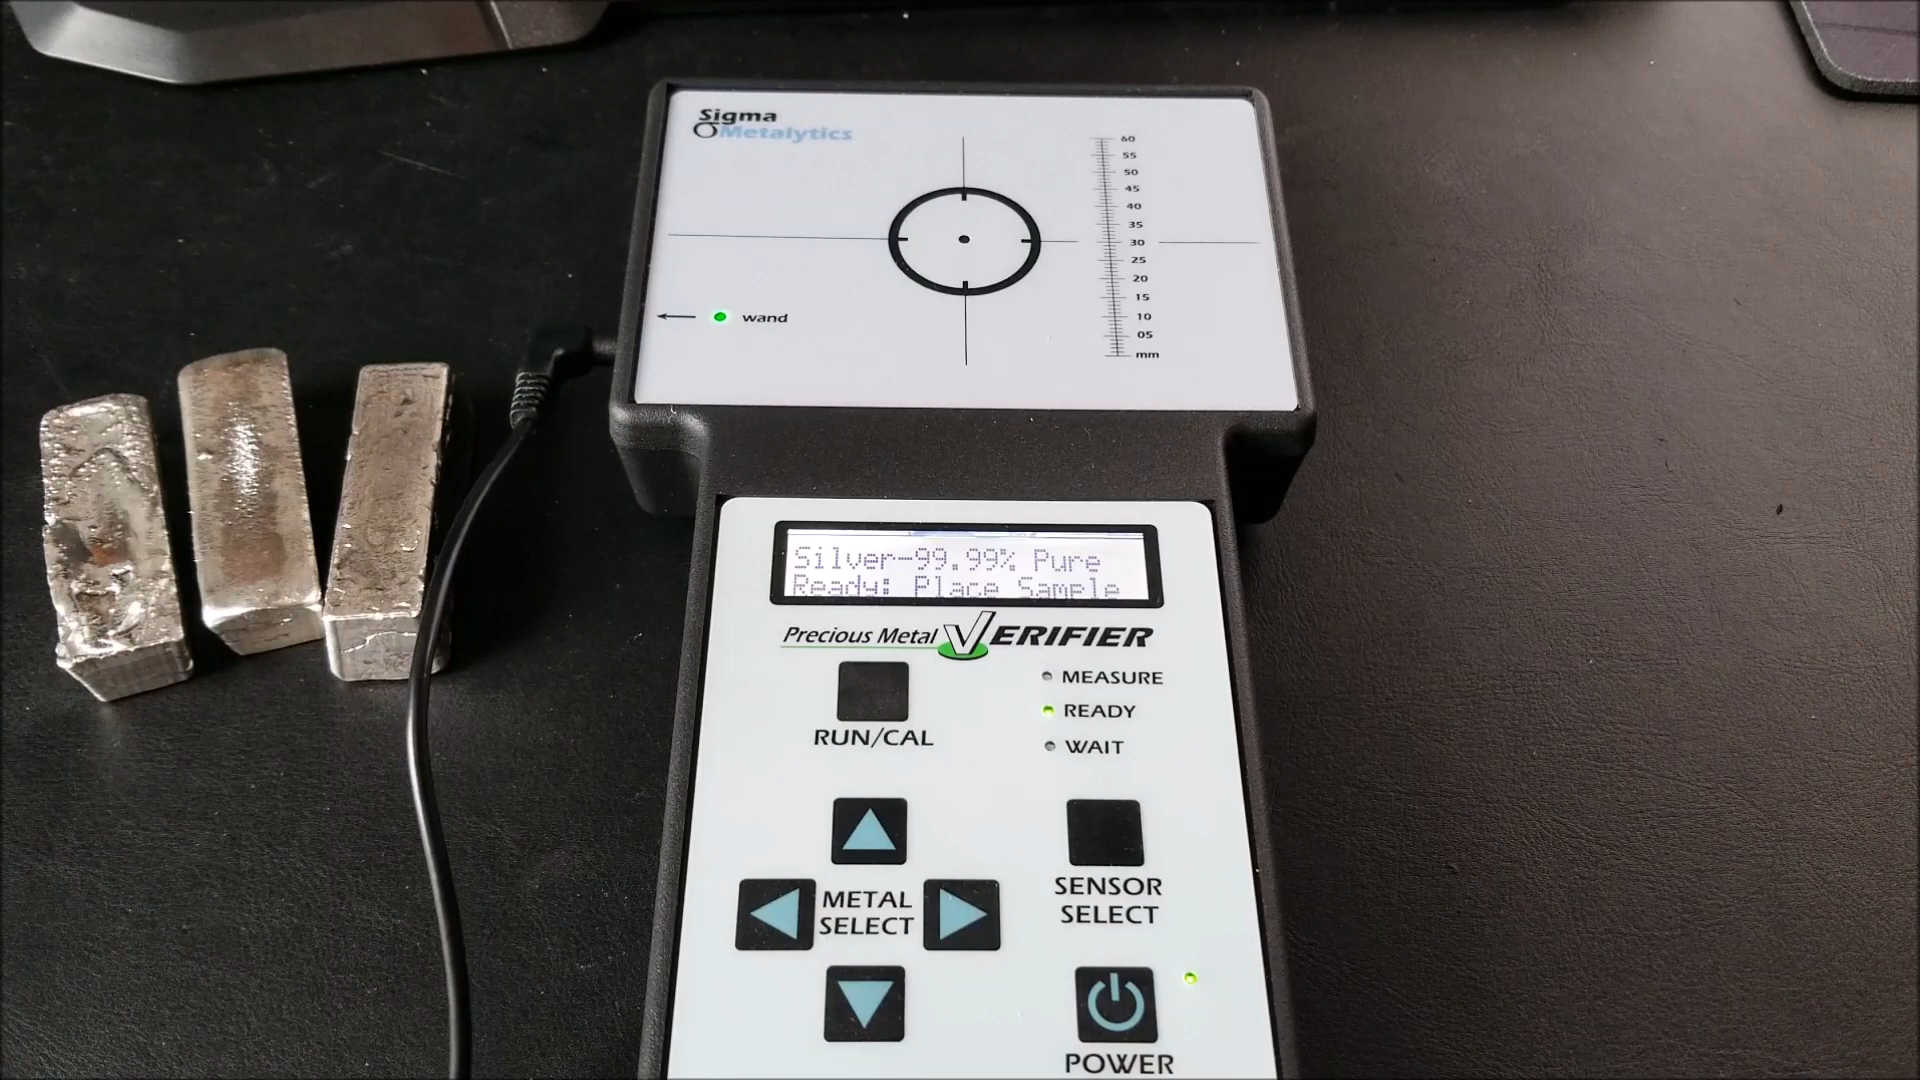 Sigma
Metalytics
60
55
50
45
40
35
30
25
20
15
10
05
mm
wand
Silver-99.99% Pure
Ready: Place Sample
Precious Metal VERIFIER
MEASURE
READY
WAIT
RUN/CAL
METAL
SELECT
SENSOR
SELECT
POWER